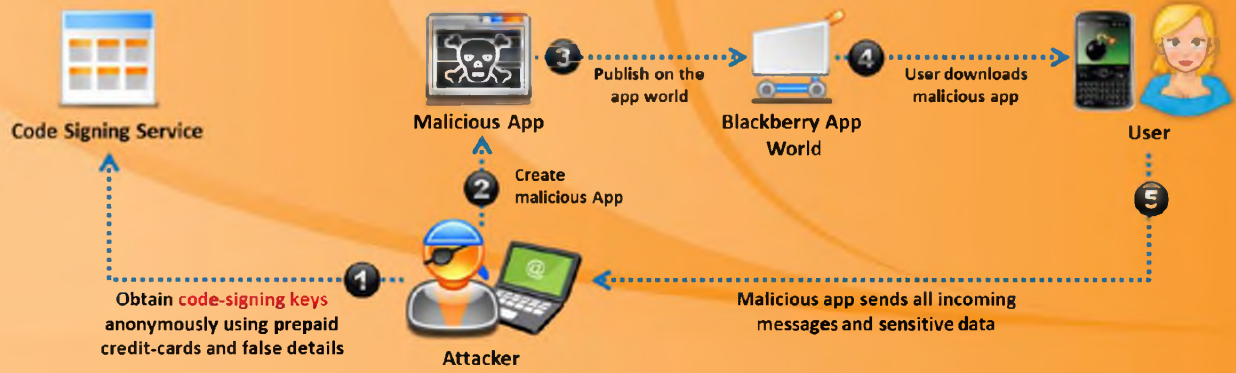 Code Signing Service
1
Obtain code-signing keys
anonymously using prepaid
credit-cards and false details
Attacker
@
2
Create
malicious App
Malicious App
3
Publish on the
app world
Blackberry App
World
4
User downloads
malicious app
User
5
Malicious app sends all incoming
messages and sensitive data